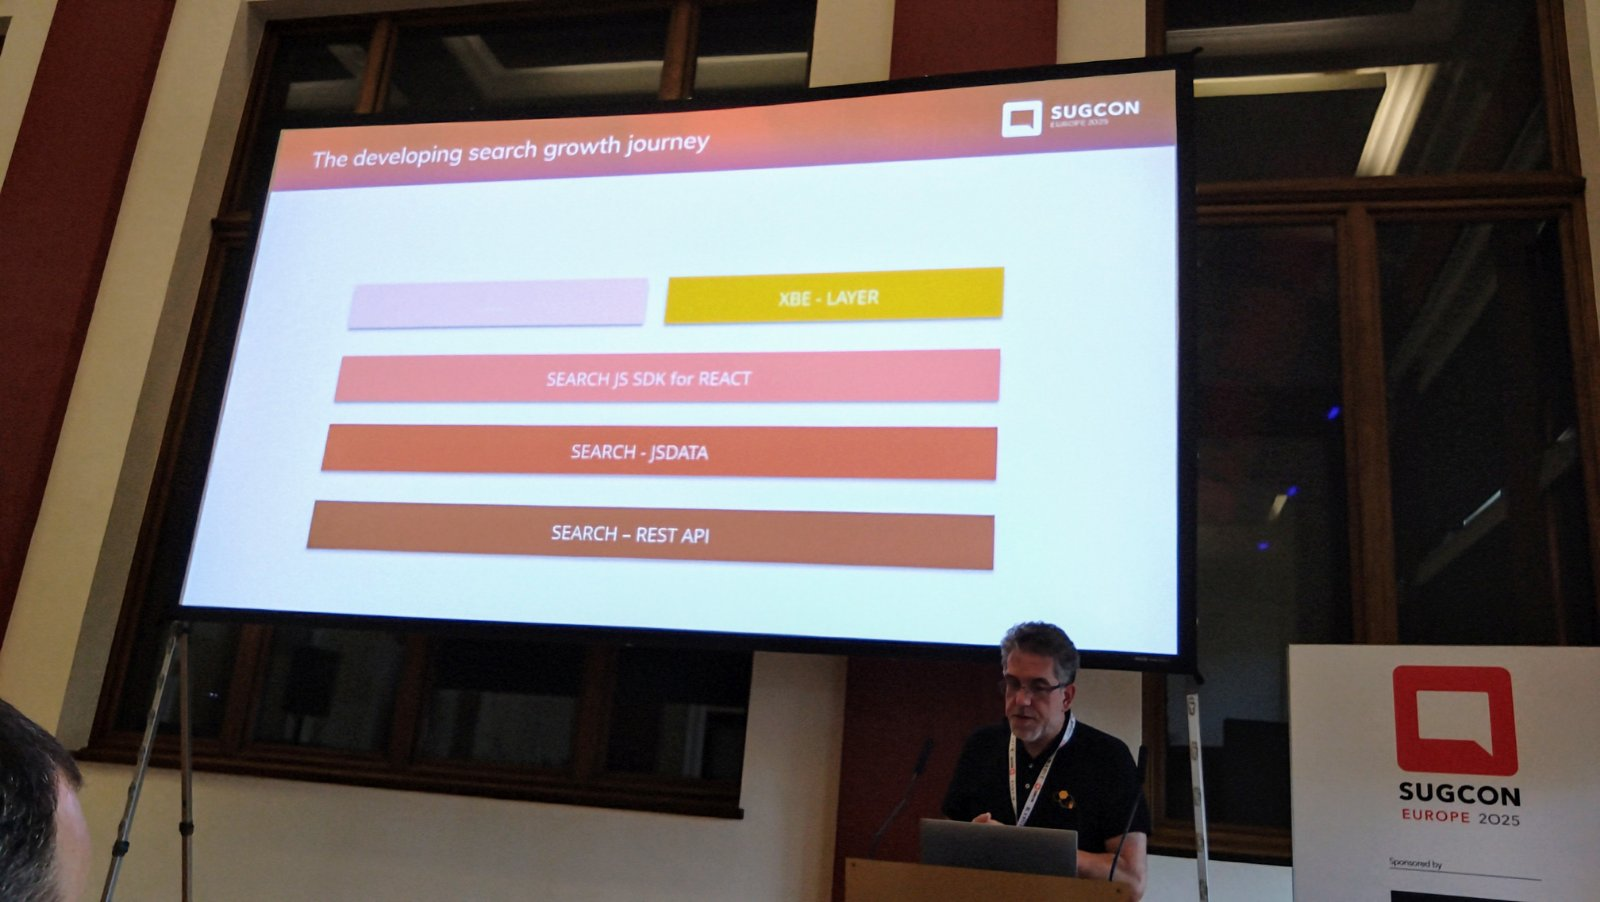 The developing search growth journey
SUGCON
EUROPE 2025
XBE - LAYER
SEARCH JS SDK for REACT
SEARCH - JSDATA
SEARCH – REST API
SUGCON
EUROPE 2025
Sponsored by